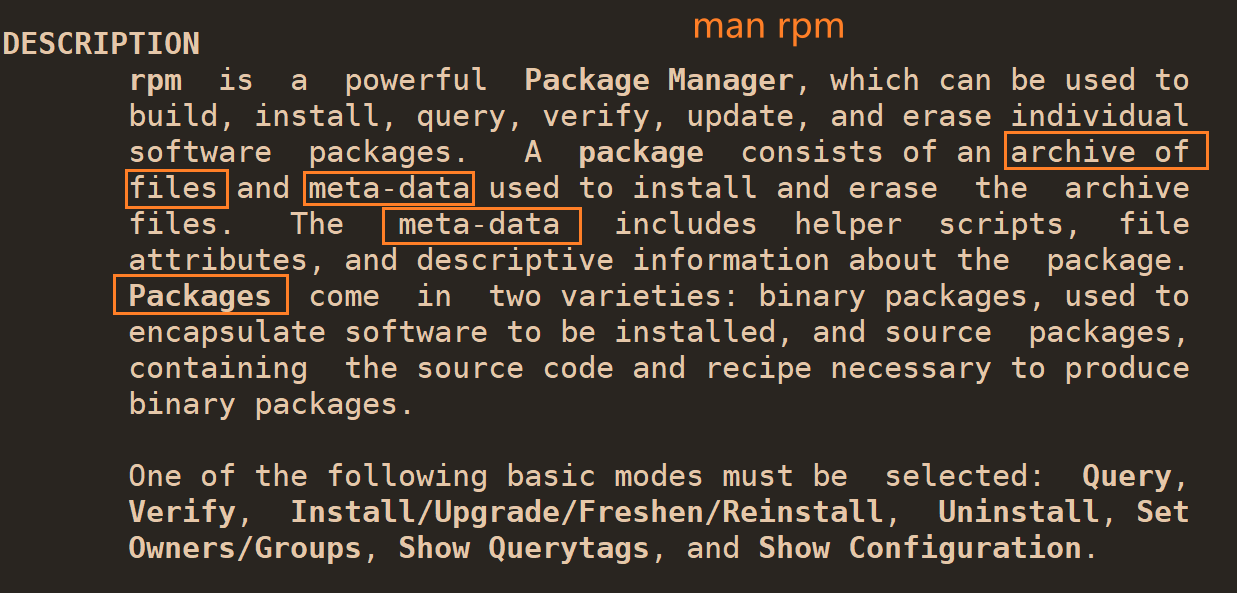 man rpm
DESCRIPTION
rpm is a powerful Package Manager, which can be used to
build, install, query, verify, update, and erase individual
software packages. A package consists of an archive of
files and meta-data used to install and erase the archive
files. The meta-data includes helper scripts, file
attributes, and descriptive information about the package.
Packages come in two varieties: binary packages, used to
encapsulate software to be installed, and source packages,
containing the source code and recipe necessary to produce
binary packages.
One of the following basic modes must be selected: Query,
Verify, Install/Upgrade/Freshen/Reinstall, Uninstall, Set
Owners/Groups, Show Querytags, and Show Configuration.